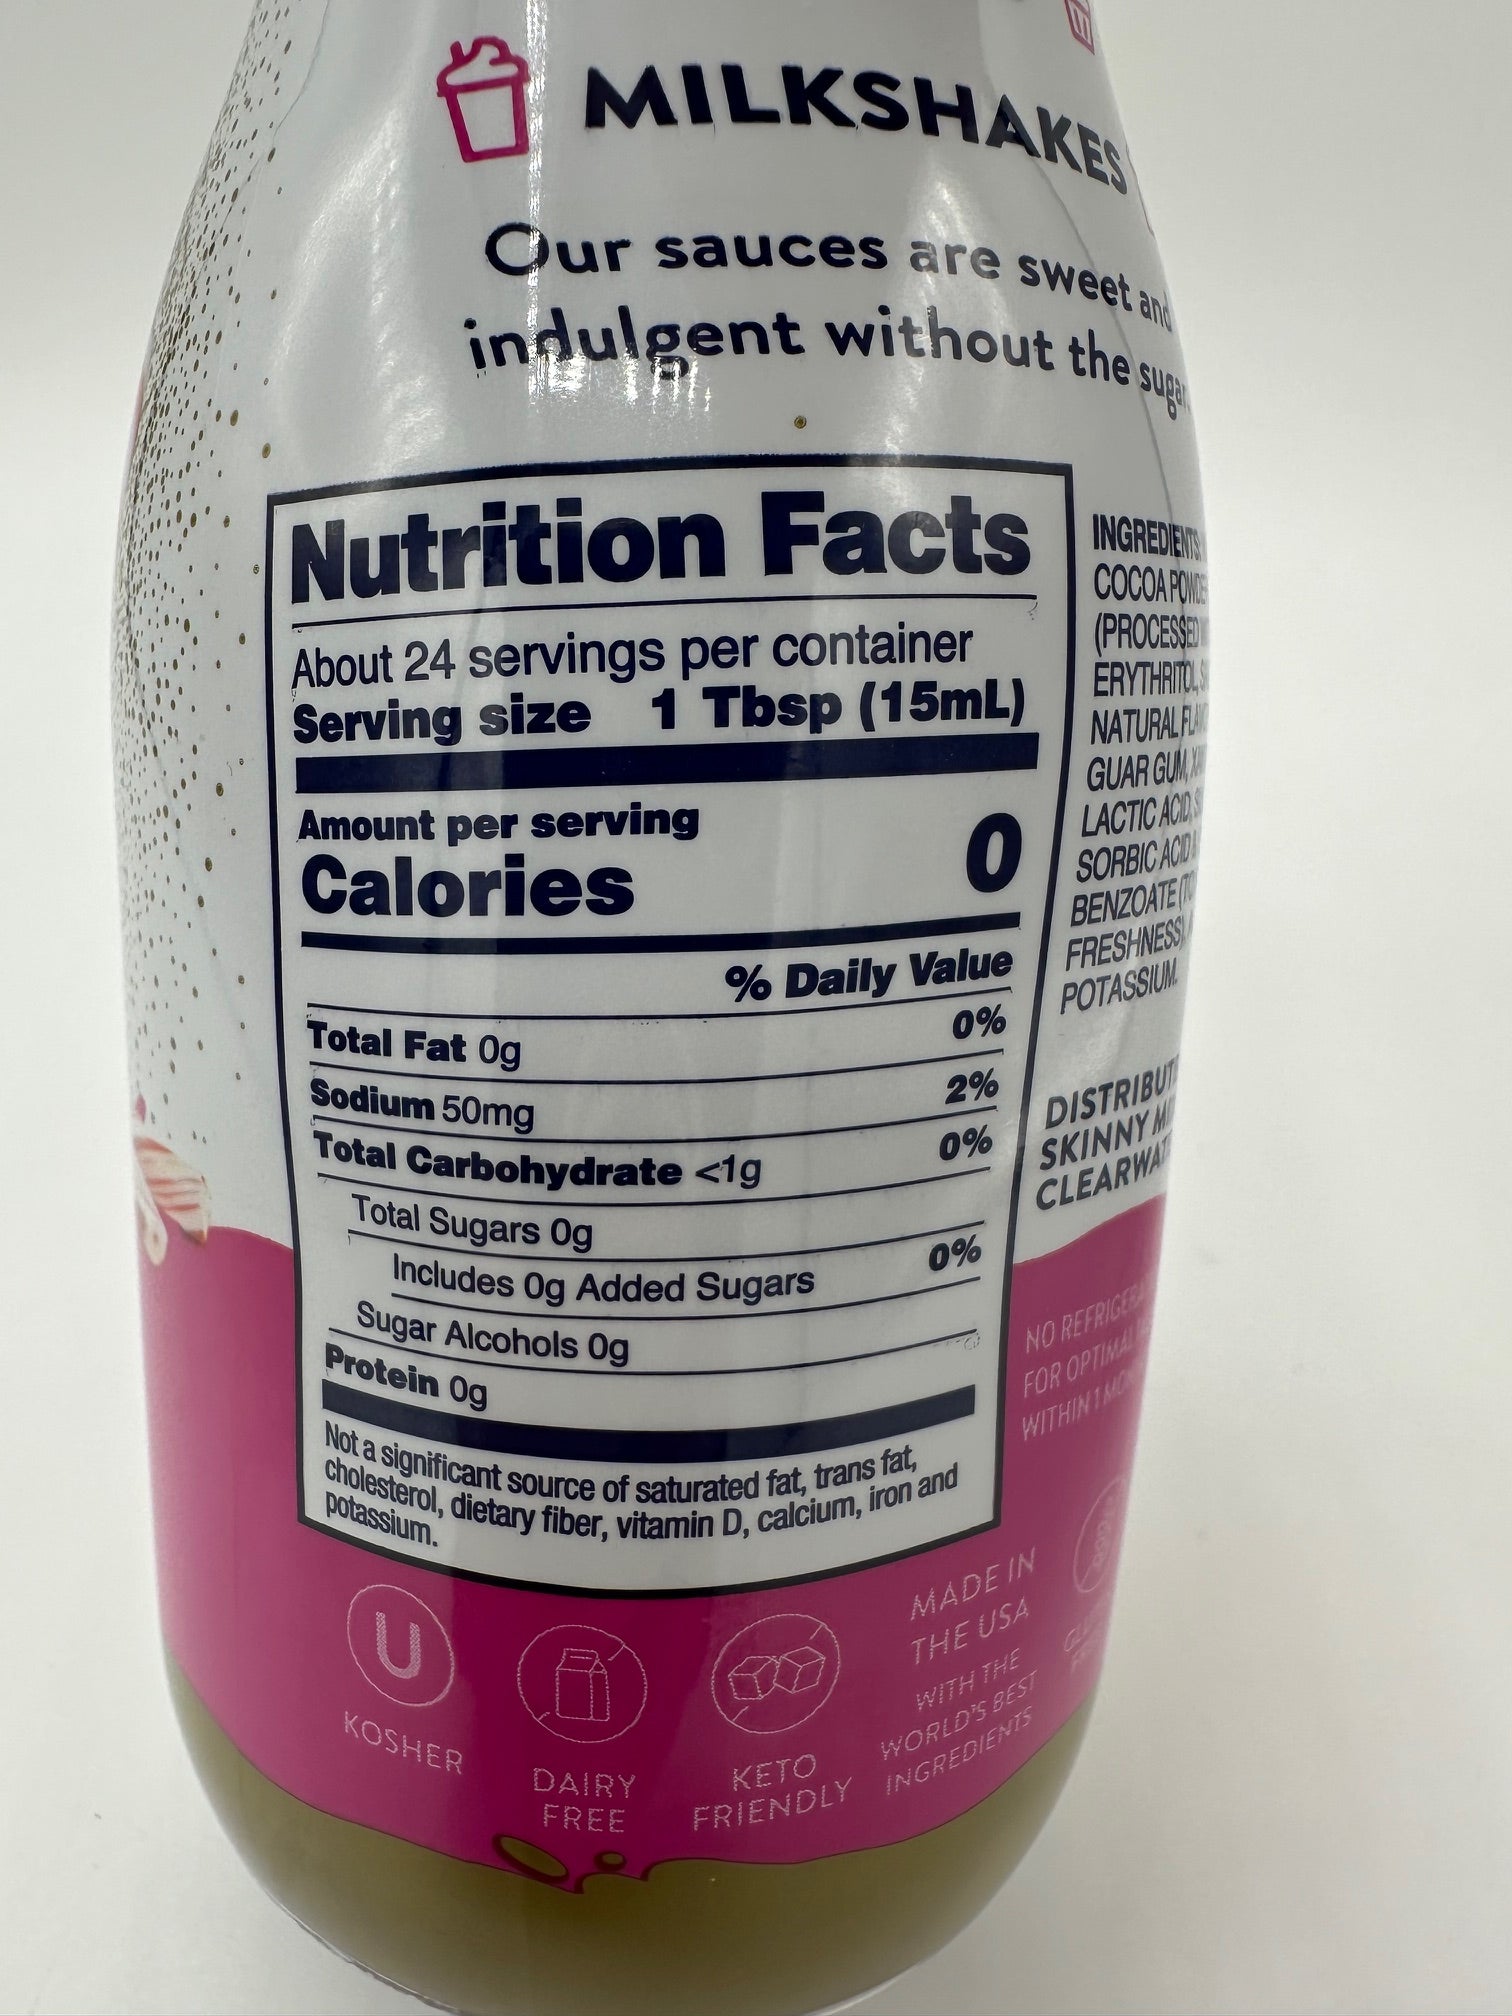 MILKSHAKES
Our sauces are sweet and
indulgent without the sugar.
Nutrition Facts
About 24 servings per container
Serving size 1 Tbsp (15mL)
Amount per serving
Calories 0
% Daily Value
Total Fat 0g 0%
Sodium 50mg 2%
Total Carbohydrate <1g 0%
Total Sugars 0g
Includes 0g Added Sugars 0%
Sugar Alcohols 0g
Protein 0g
Not a significant source of saturated fat, trans fat,
cholesterol, dietary fiber, vitamin D, calcium, iron and
potassium.
INGREDIENTS
COCOA
(PROCESSED
ERYTHRITOL,
NATURAL
GUAR GUM,
LACTIC ACID,
SORBIC ACID
BENZOATE
FRESHNESS),
POTASSIUM.
SKINNY
NO
FOR OPTIMAL
WITHIN 1
U
KOSHER
DAIRY
FREE
KETO
FRIENDLY
MADE IN
THE USA
WITH THE
WORLD'S BEST
INGREDIENTS